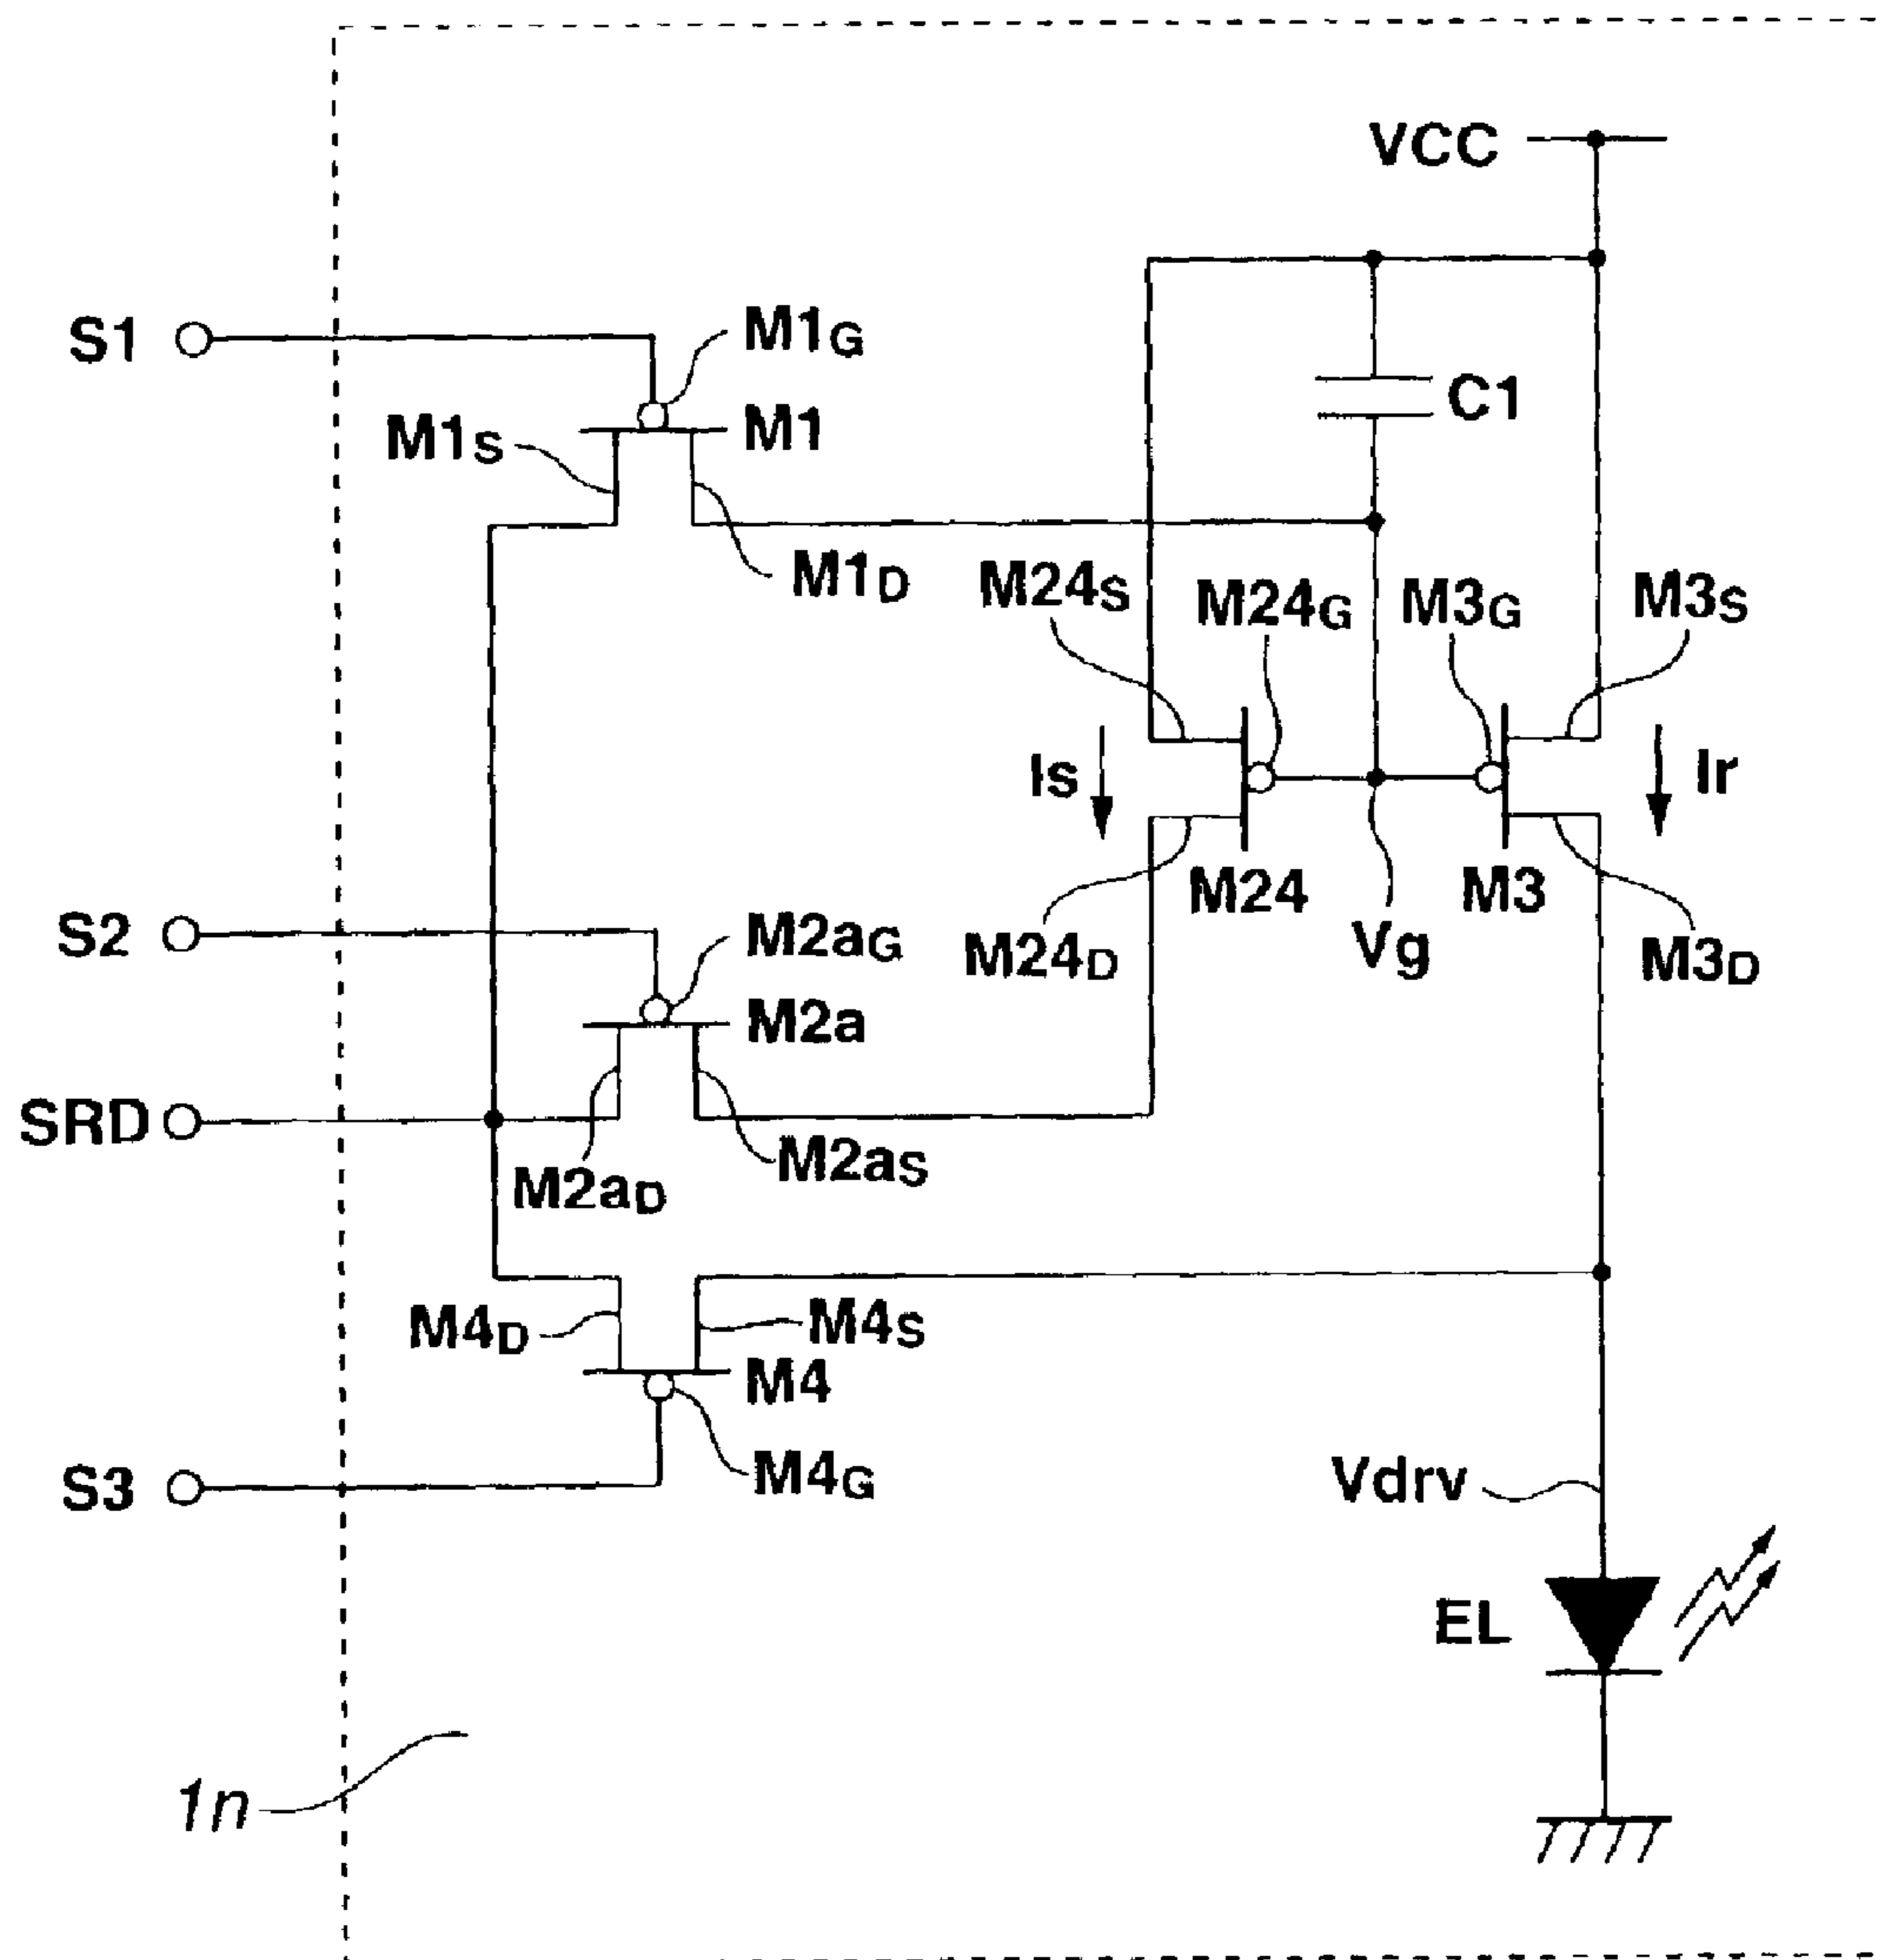 VCC
S1
M1G
M1
M1S
C1
M1D
M24S
M24G
M3G
M3S
Is
Ir
M24
M3
M24D
Vg
M3D
S2
M2aG
M2a
SRD
M2aD
M2aS
M4D
M4S
M4
M4G
S3
Vdrv
EL
1n